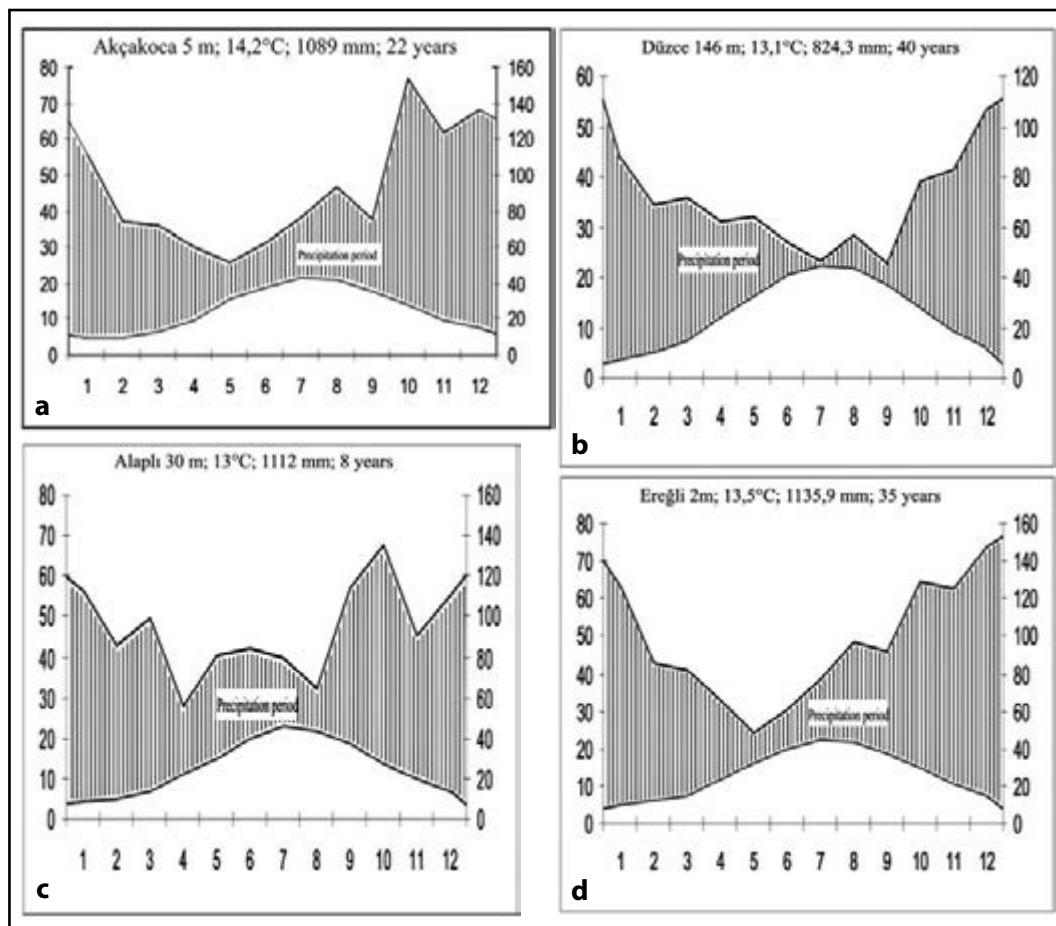 Akçakoca 5 m; 14,2°C; 1089 mm; 22 years
80 160
70 140
60 120
50 100
40 80
30 60
Precipitation period
20 40
10 20
0 0
1 2 3 4 5 6 7 8 9 10 11 12
a
Düzce 146 m; 13,1°C; 824,3 mm; 40 years
60 120
50 100
40 80
30 60
Precipitation period
20 40
10 20
0 0
1 2 3 4 5 6 7 8 9 10 11 12
b
Alaplı 30 m; 13°C; 1112 mm; 8 years
80 160
70 140
60 120
50 100
40 80
30 60
Precipitation period
20 40
10 20
0 0
1 2 3 4 5 6 7 8 9 10 11 12
c
Ereğli 2m; 13,5°C; 1135,9 mm; 35 years
80 160
70 140
60 120
50 100
40 80
30 60
Precipitation period
20 40
10 20
0 0
1 2 3 4 5 6 7 8 9 10 11 12
d